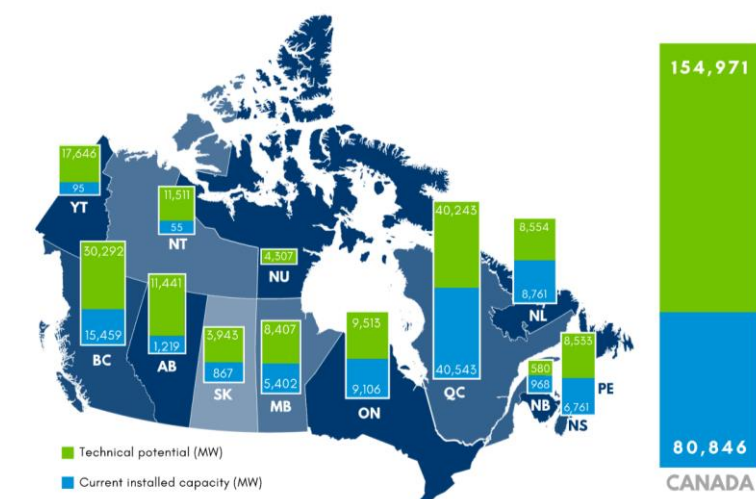 154,971
17,646
95
YT
11,511
55
NT
4,307
NU
40,243
40,543
QC
8,554
8,761
NL
30,292
15,459
BC
11,441
1,219
AB
3,943
867
SK
8,407
5,402
MB
9,513
9,106
ON
580
968
NB
8,533
6,761
NS
PE
Technical potential (MW)
Current installed capacity (MW)
80,846
CANADA